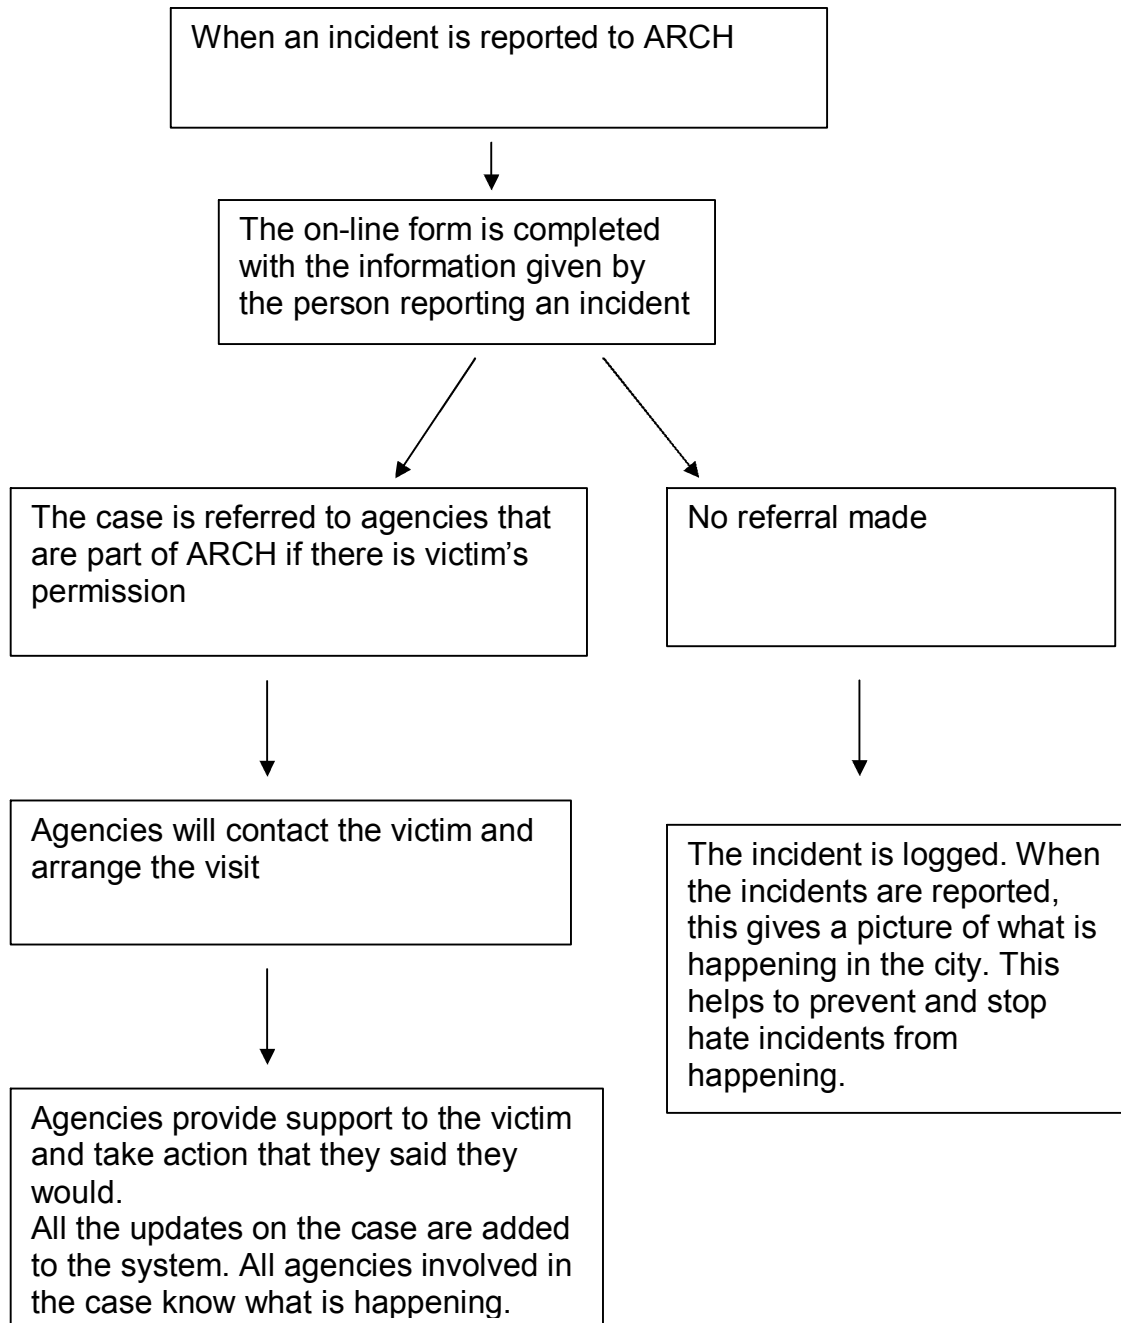 When an incident is reported to ARCH
The on-line form is completed
with the information given by
the person reporting an incident
The case is referred to agencies that
are part of ARCH if there is victim's
permission
No referral made
Agencies will contact the victim and
arrange the visit
The incident is logged. When
the incidents are reported,
this gives a picture of what is
happening in the city. This
helps to prevent and stop
hate incidents from
happening.
Agencies provide support to the victim
and take action that they said they
would.
All the updates on the case are added
to the system. All agencies involved in
the case know what is happening.